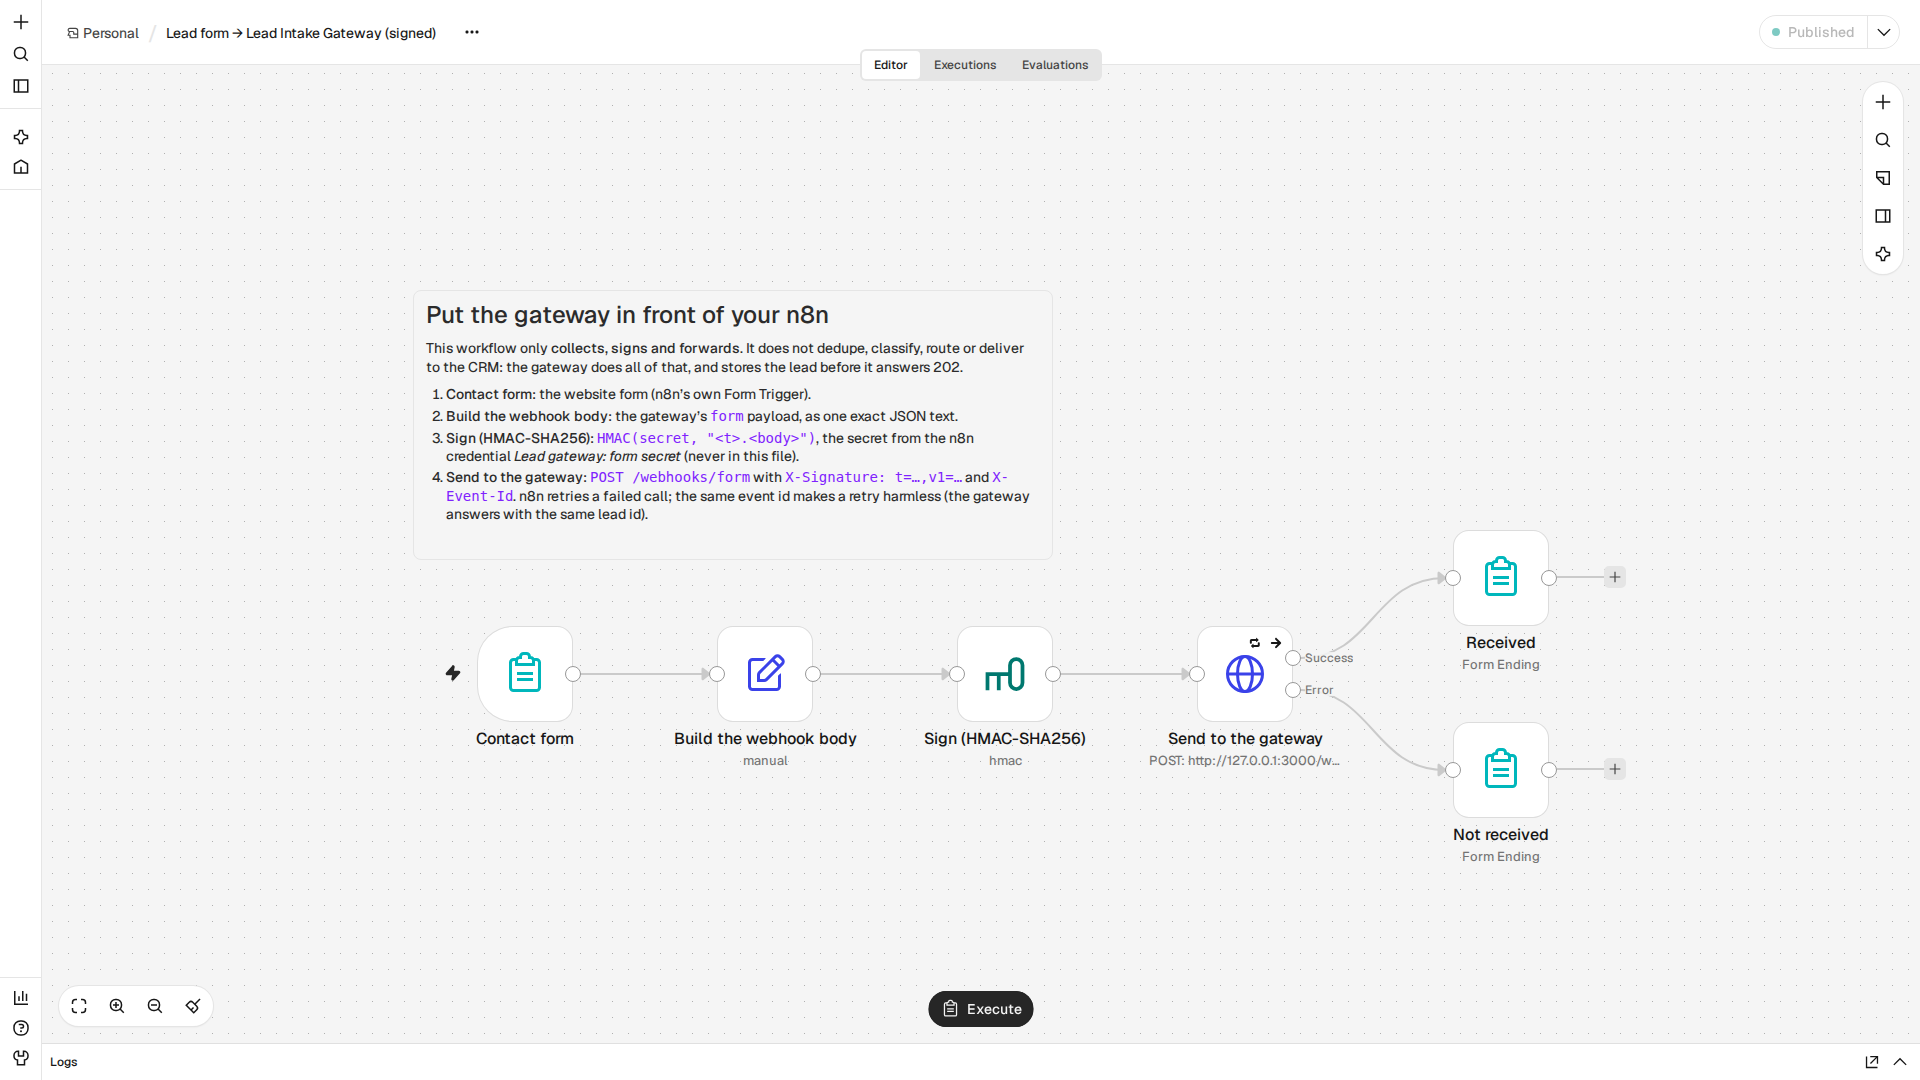 Personal / Lead form → Lead Intake Gateway (signed)
Published
Editor Executions Evaluations
Put the gateway in front of your n8n
This workflow only collects, signs and forwards. It does not dedupe, classify, route or deliver
to the CRM: the gateway does all of that, and stores the lead before it answers 202.
1. Contact form: the website form (n8n's own Form Trigger).
2. Build the webhook body: the gateway's form payload, as one exact JSON text.
3. Sign (HMAC-SHA256): HMAC(secret, "<t>.<body>"), the secret from the n8n
credential Lead gateway: form secret (never in this file).
4. Send to the gateway: POST /webhooks/form with X-Signature: t=…,v1=… and X-
Event-Id. n8n retries a failed call; the same event id makes a retry harmless (the gateway
answers with the same lead id).
Success
Error
Received
Form Ending
Contact form
Build the webhook body
manual
Sign (HMAC-SHA256)
hmac
Send to the gateway
POST: http://127.0.0.1:3000/w...
Not received
Form Ending
Execute
Logs